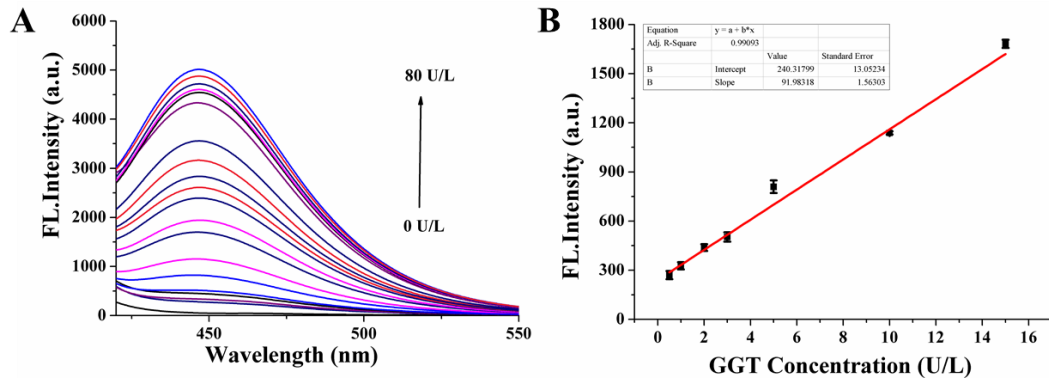 A
FL.Intensity (a.u.)
6000
5000
4000
3000
2000
1000
0
80 U/L
0 U/L
450
500
550
Wavelength (nm)
B
FL.Intensity (a.u.)
1800
1500
1200
900
600
300
0
Equation y = a + b*x
Adj. R-Square 0.99093
Value Standard Error
B Intercept 240.31799 13.05234
B Slope 91.98318 1.56303
0 2 4 6 8 10 12 14 16
GGT Concentration (U/L)